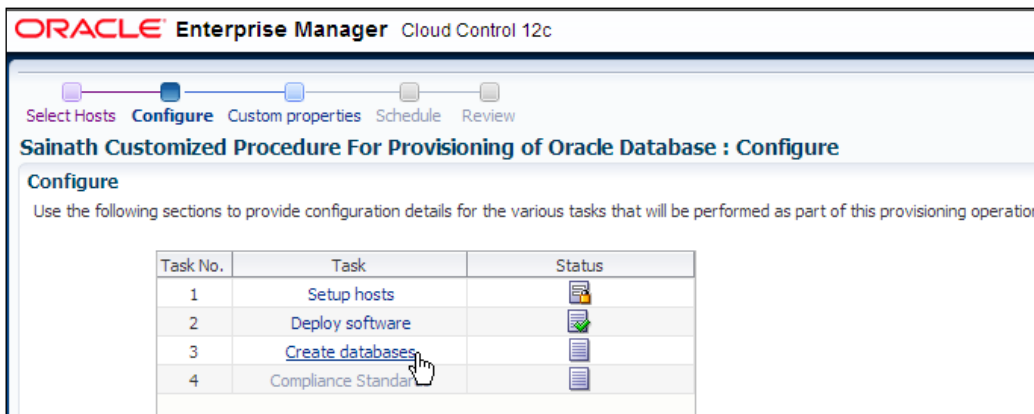 ORACLE Enterprise Manager Cloud Control 12c
Select Hosts Configure Custom properties Schedule Review
Sainath Customized Procedure For Provisioning of Oracle Database : Configure
Configure
Use the following sections to provide configuration details for the various tasks that will be performed as part of this provisioning operation
Task No. Task Status
1 Setup hosts
2 Deploy software
3 Create databases
4 Compliance Standar